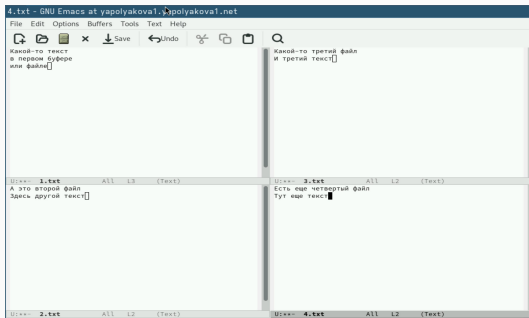 4.txt - GNU Emacs at yapolyakova1.yapolyakova1.net
File Edit Options Buffers Tools Text Help
Save Undo
Какой-то текст
в первом буфере
или файле
U:**- 1.txt All L3 (Text)
Какой-то третий файл
И третий текст
U:**- 3.txt All L2 (Text)
А это второй файл
Здесь другой текст
U:**- 2.txt All L2 (Text)
Есть еще четвертый файл
Тут еще текст
U:**- 4.txt All L2 (Text)